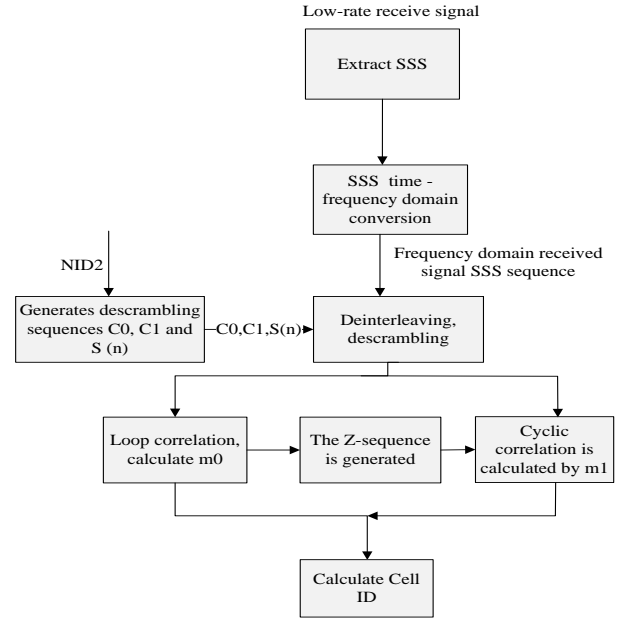 Low-rate receive signal
Extract SSS
SSS time -
frequency domain
conversion
Frequency domain received
signal SSS sequence
NID2
Generates descrambling
sequences C0, C1 and
S (n)
C0,C1,S(n)
Deinterleaving,
descrambling
Loop correlation,
calculate m0
The Z-sequence
is generated
Cyclic
correlation is
calculated by m1
Calculate Cell
ID